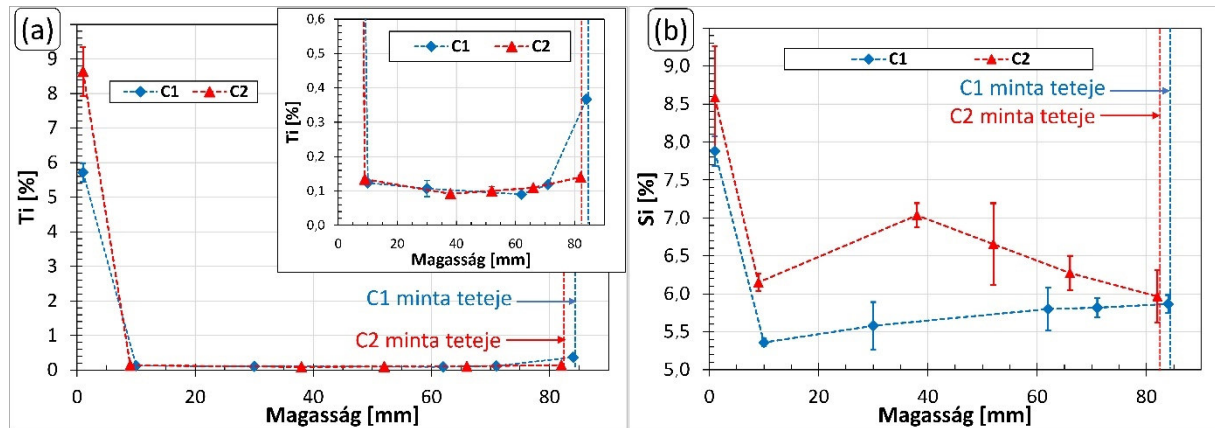 (a)
Ti [%]
9
8
7
6
5
4
3
2
1
0
0 20 40 60 80
Magasság [mm]
C1 C2
C1 minta teteje
C2 minta teteje
Ti [%]
0,6
0,5
0,4
0,3
0,2
0,1
0,0
0 20 40 60 80
Magasság [mm]
C1 C2
(b)
Si [%]
9,5
9,0
8,5
8,0
7,5
7,0
6,5
6,0
5,5
5,0
0 20 40 60 80
Magasság [mm]
C1 C2
C1 minta teteje
C2 minta teteje